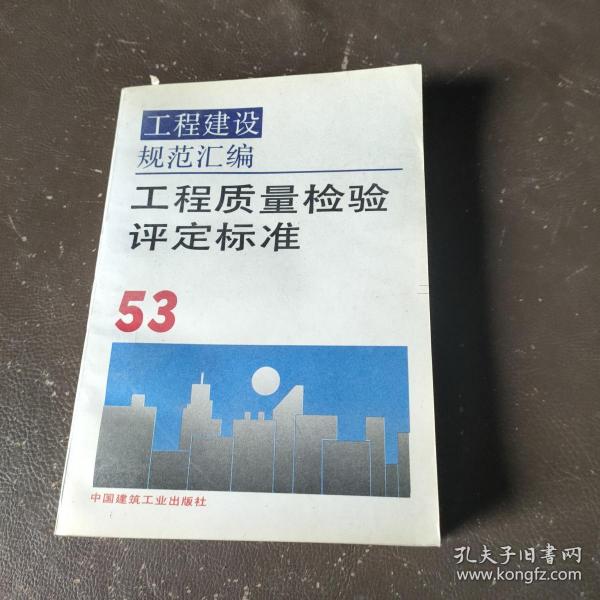 工程建设
规范汇编
工程质量检验
评定标准
53
中国建筑工业出版社
孔夫子旧书网
www.kongfz.com